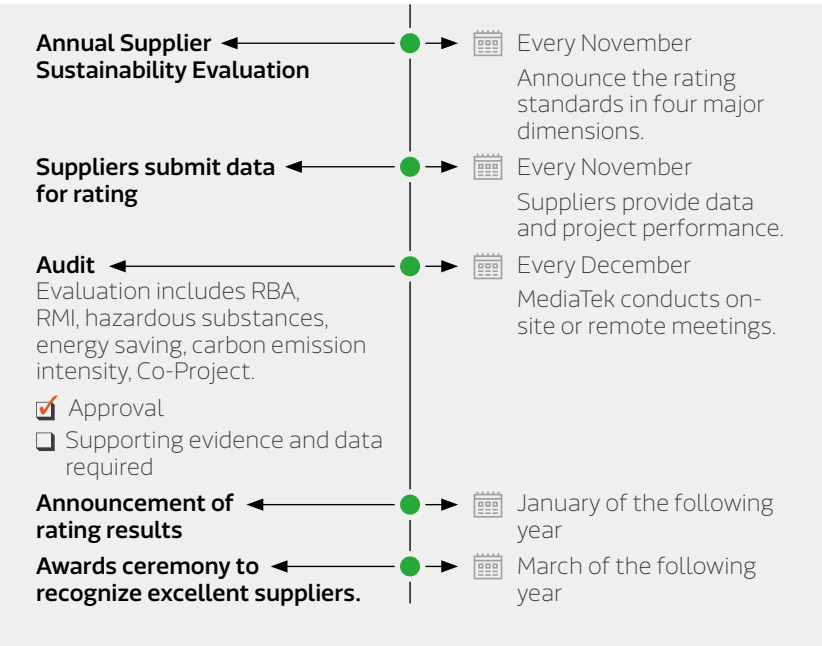 Annual Supplier
Sustainability Evaluation
Every November
Announce the rating
standards in four major
dimensions.
Suppliers submit data
for rating
Every November
Suppliers provide data
and project performance.
Audit
Evaluation includes RBA,
RMI, hazardous substances,
energy saving, carbon emission
intensity, Co-Project.
Approval
Supporting evidence and data
required
Every December
MediaTek conducts on-
site or remote meetings.
Announcement of
rating results
January of the following
year
Awards ceremony to
recognize excellent suppliers.
March of the following
year